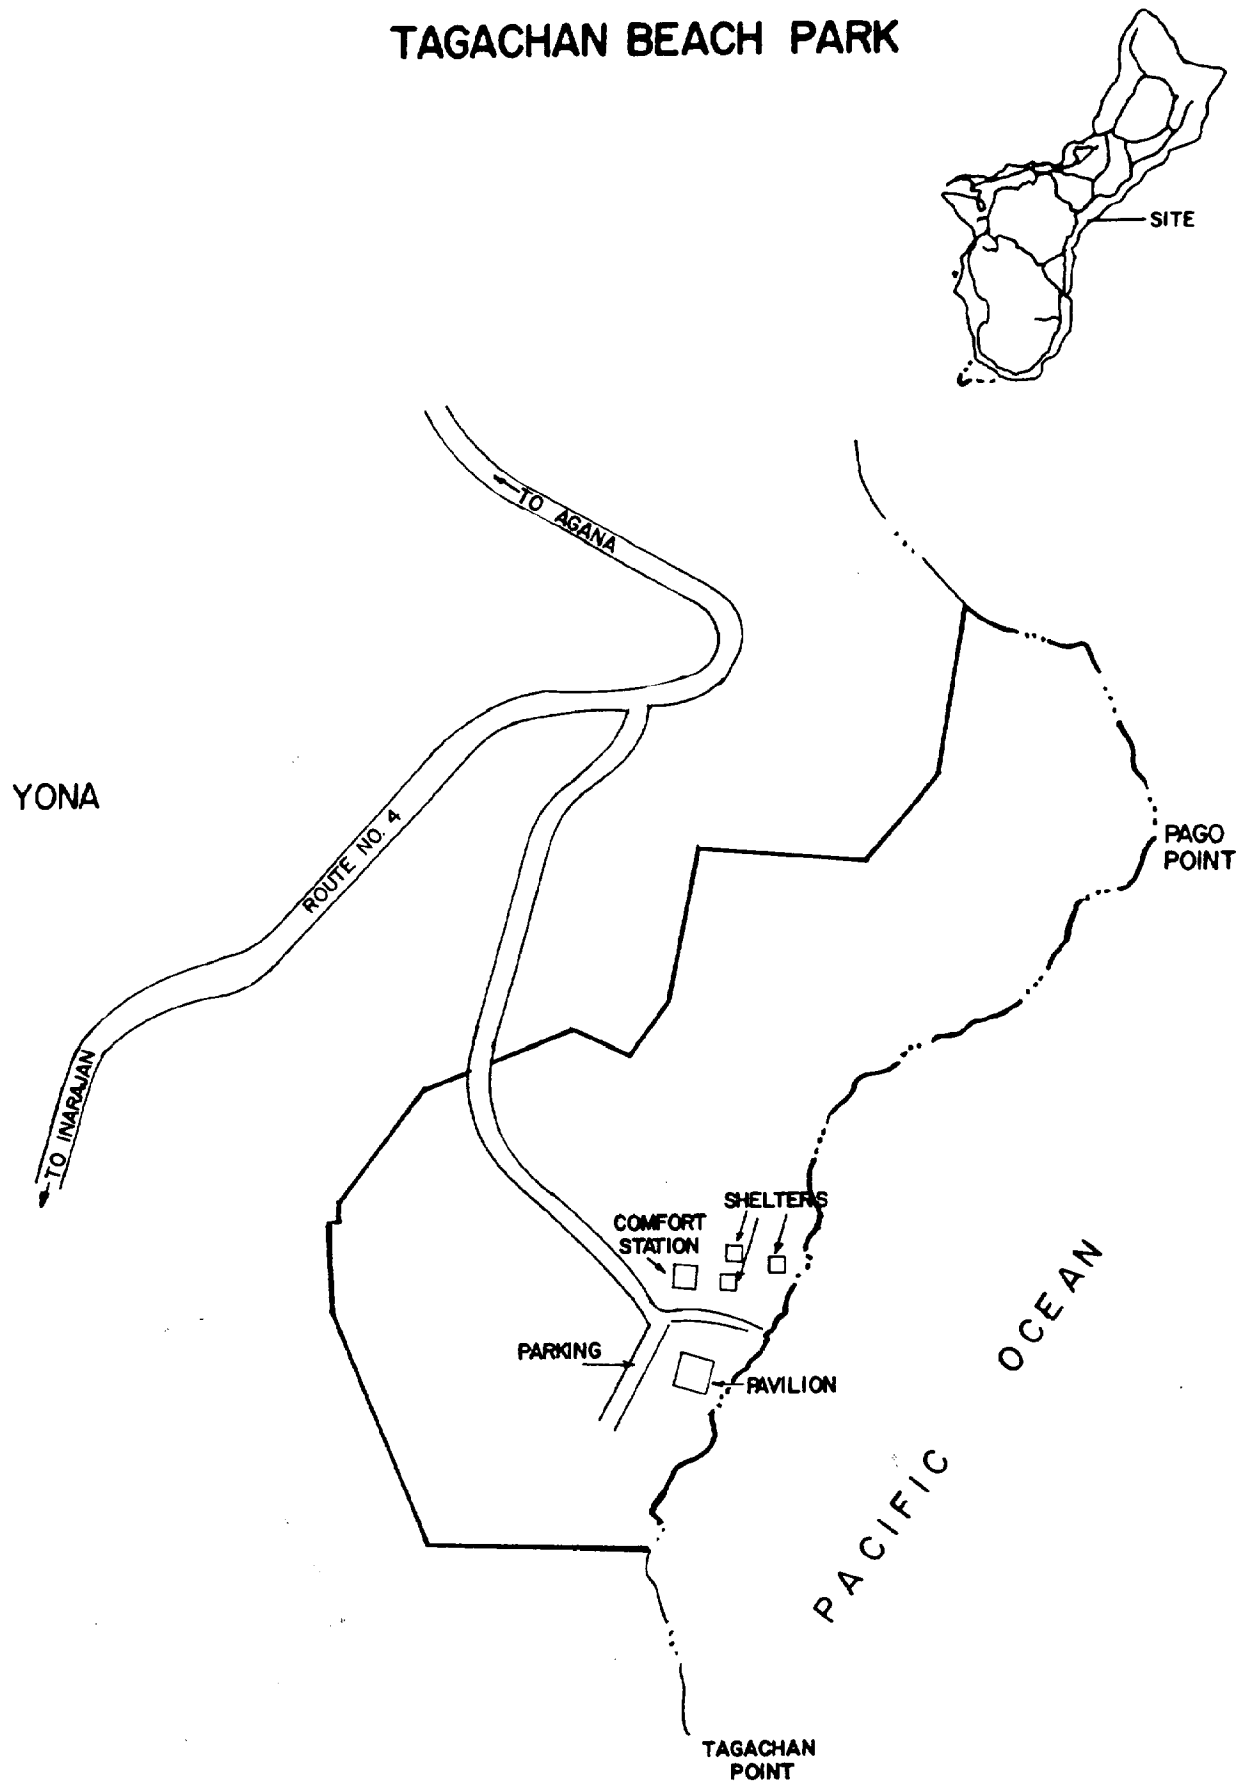 TAGACHAN BEACH PARK
SITE
TO AGANA
YONA
ROUTE NO. 4
PAGO
POINT
TO INARAJAN
SHELTERS
COMFORT
STATION
PARKING
PAVILION
PACIFIC OCEAN
TAGACHAN
POINT